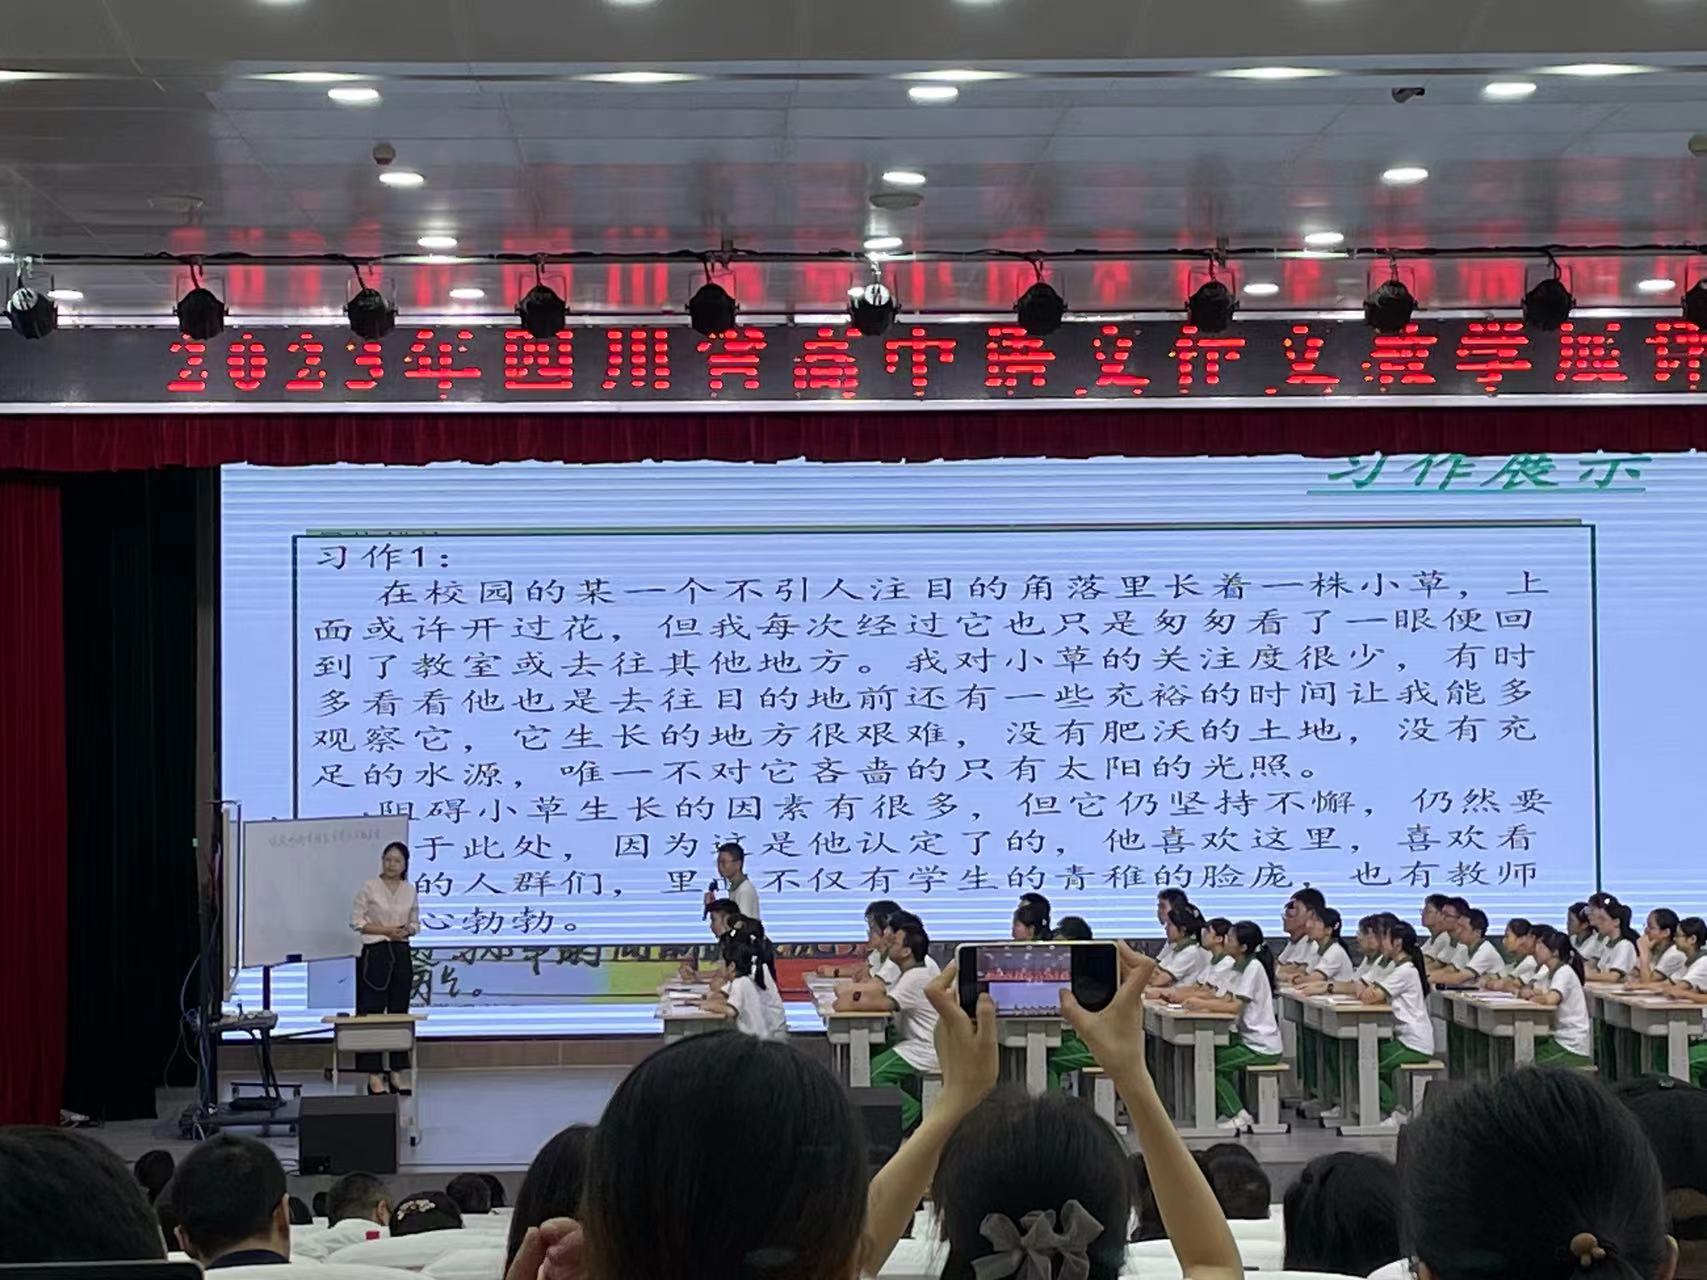 2023年四川省高中语文作文教学展评
习作展示
习作1：
在校园的某一个不引人注目的角落里长着一株小草，上
面或许开过花，但我每次经过它也只是匆匆看了一眼便回
到了教室或去往其他地方。我对小草的关注度很少，有时
多看看他也是去往目的地前还有一些充裕的时间让我能多
观察它，它生长的地方很艰难，没有肥沃的土地，没有充
足的水源，唯一不对它吝啬的只有太阳的光照。
阻碍小草生长的因素有很多，但它仍坚持不懈，仍然要
于此处，因为这是他认定了的，他喜欢这里，喜欢看
的人群们，里 不仅有学生的青稚的脸庞，也有教师
心勃勃。